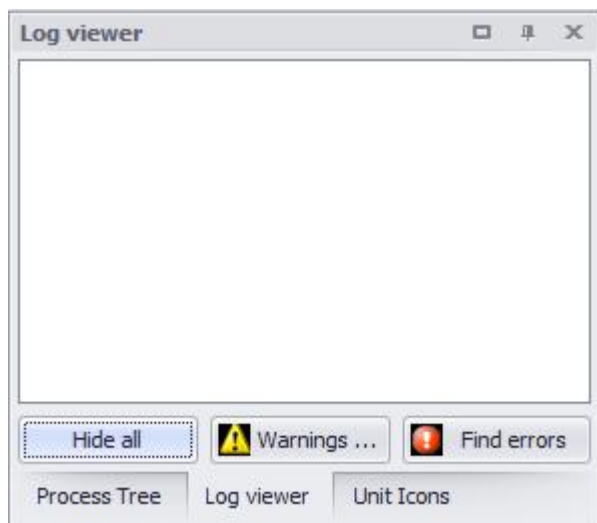 Log viewer
Hide all Warnings ... Find errors
Process Tree Log viewer Unit Icons